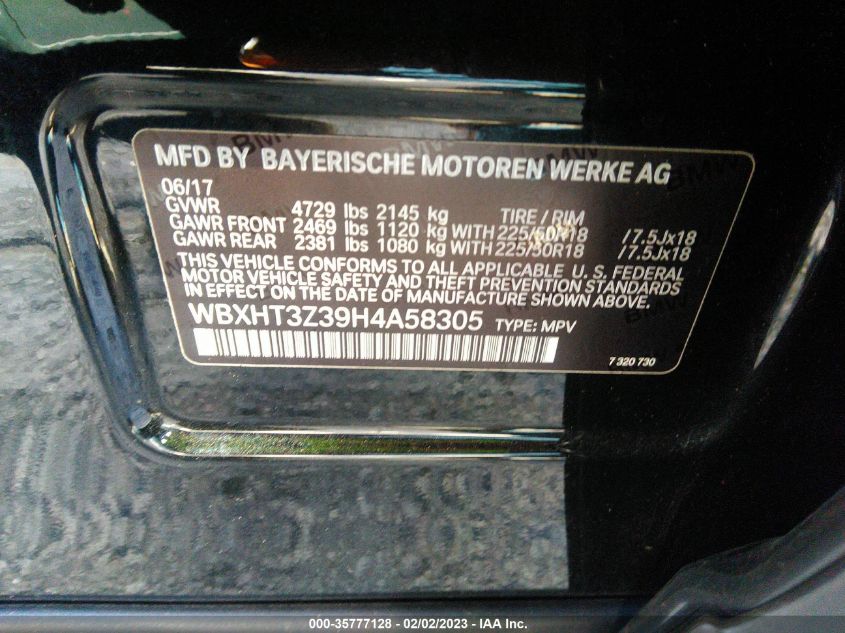 MFD BY BAYERISCHE MOTOREN WERKE AG
06/17
GVWR 4729 lbs 2145 kg TIRE / RIM
GAWR FRONT 2469 lbs 1120 kg WITH 225/50R18 /7.5Jx18
GAWR REAR 2381 lbs 1080 kg WITH 225/50R18 /7.5Jx18
THIS VEHICLE CONFORMS TO ALL APPLICABLE U.S. FEDERAL
MOTOR VEHICLE SAFETY AND THEFT PREVENTION STANDARDS
IN EFFECT ON THE DATE OF MANUFACTURE SHOWN ABOVE.
WBXHT3Z39H4A58305 TYPE: MPV
7 320 730
000-35777128 - 02/02/2023 - IAA Inc.